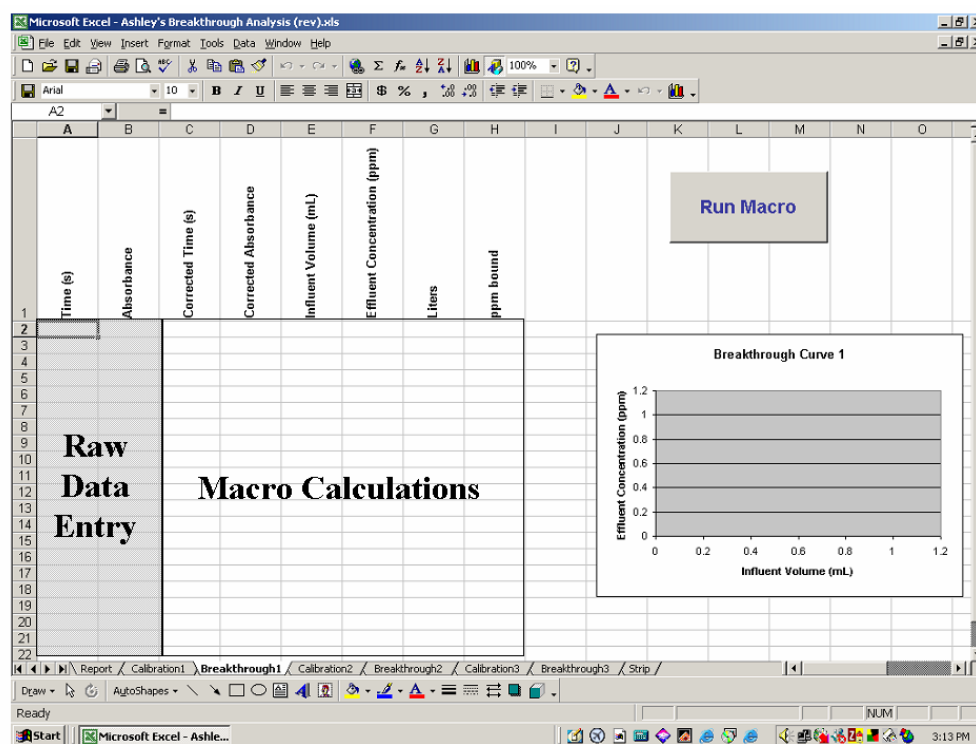 Microsoft Excel - Ashley's Breakthrough Analysis (rev).xls
File Edit View Insert Format Tools Data Window Help
100%
Arial 10 B I U $ % ,
A2 =
A B C D E F G H I J K L M N O
1 Time (s) Absorbance Corrected Time (s) Corrected Absorbance Influent Volume (mL) Effluent Concentration (ppm) Liters ppm bound
Run Macro
2
3
4
5
6
7
8
9
10
11
12
13
14
15
16
17
18
19
20
21
22
Raw
Data
Entry
Macro Calculations
Breakthrough Curve 1
Effluent Concentration (ppm)
1.2
1
0.8
0.6
0.4
0.2
0
0 0.2 0.4 0.6 0.8 1 1.2
Influent Volume (mL)
Report Calibration1 Breakthrough1 Calibration2 Breakthrough2 Calibration3 Breakthrough3 Strip
Draw AutoShapes
Ready NUM
Start Microsoft Excel - Ashle... 3:13 PM